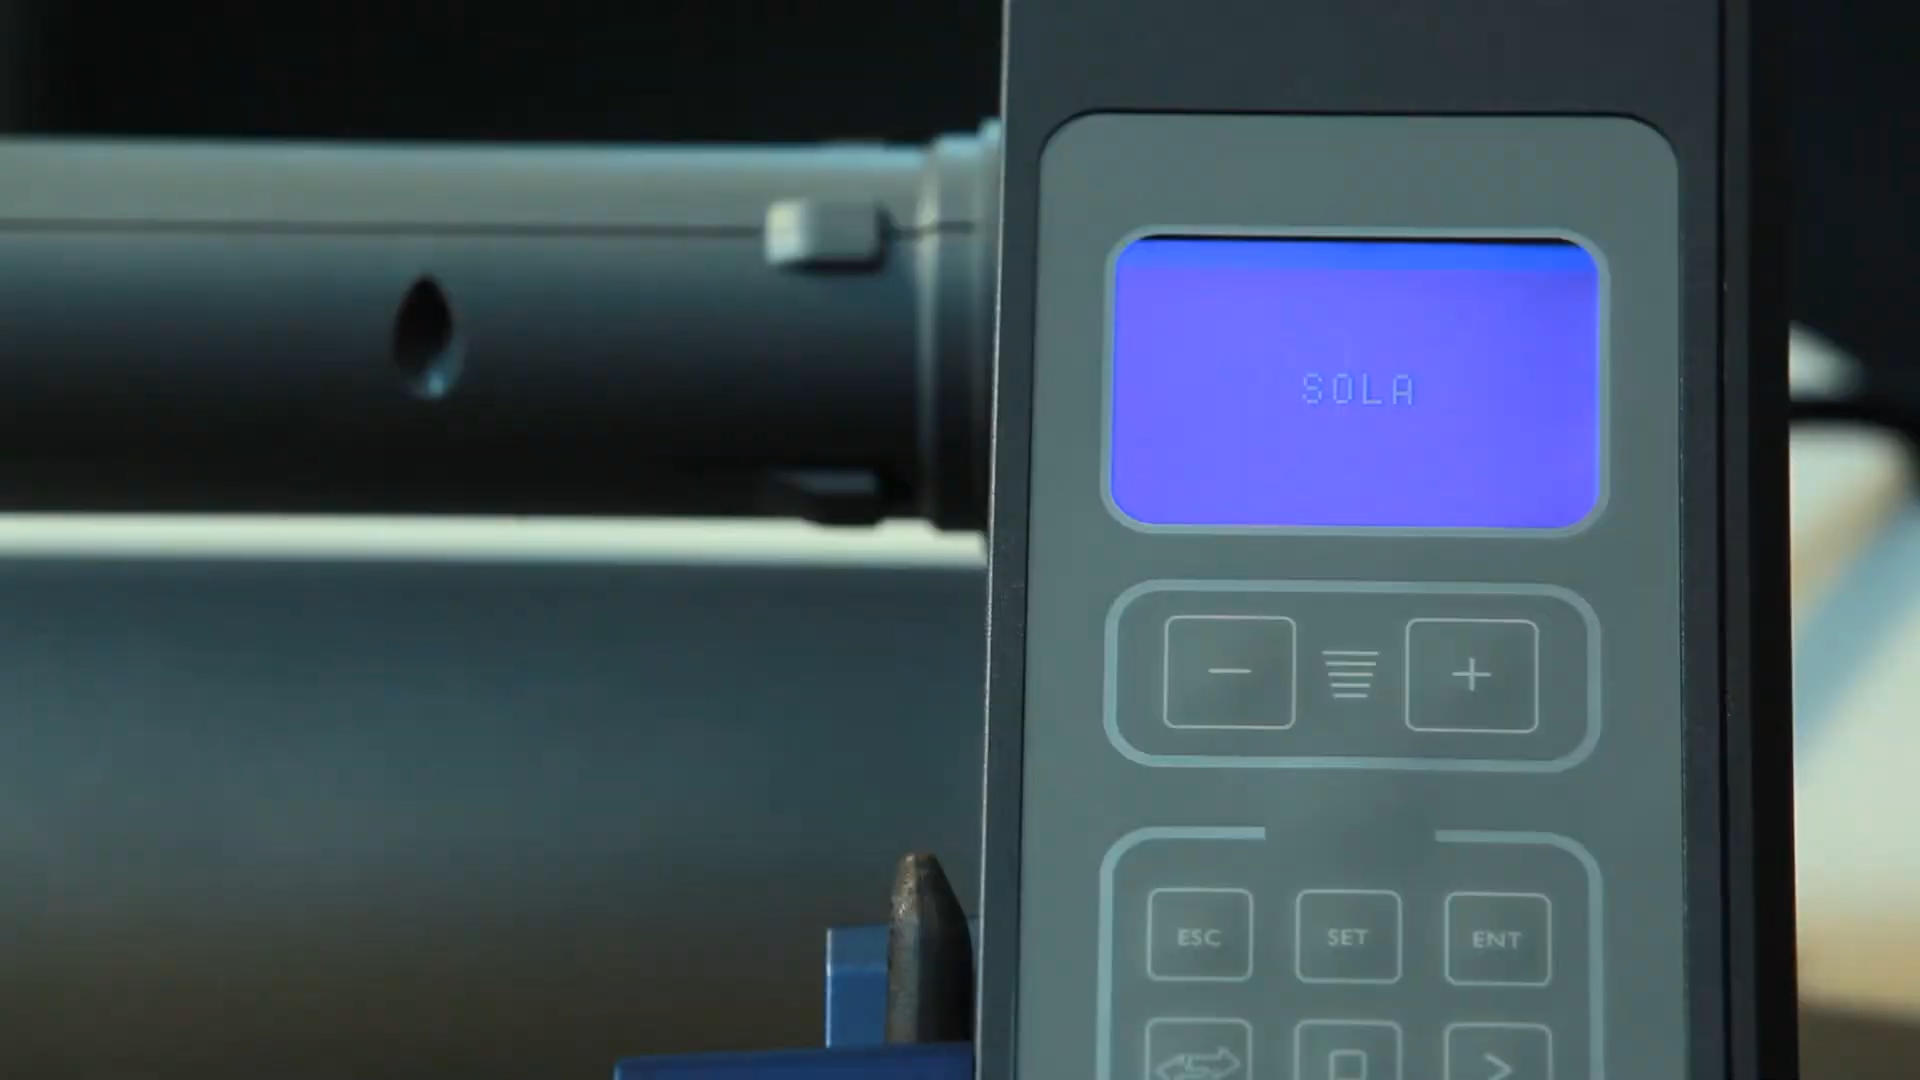 SOLA
− +
ESC SET ENT
>